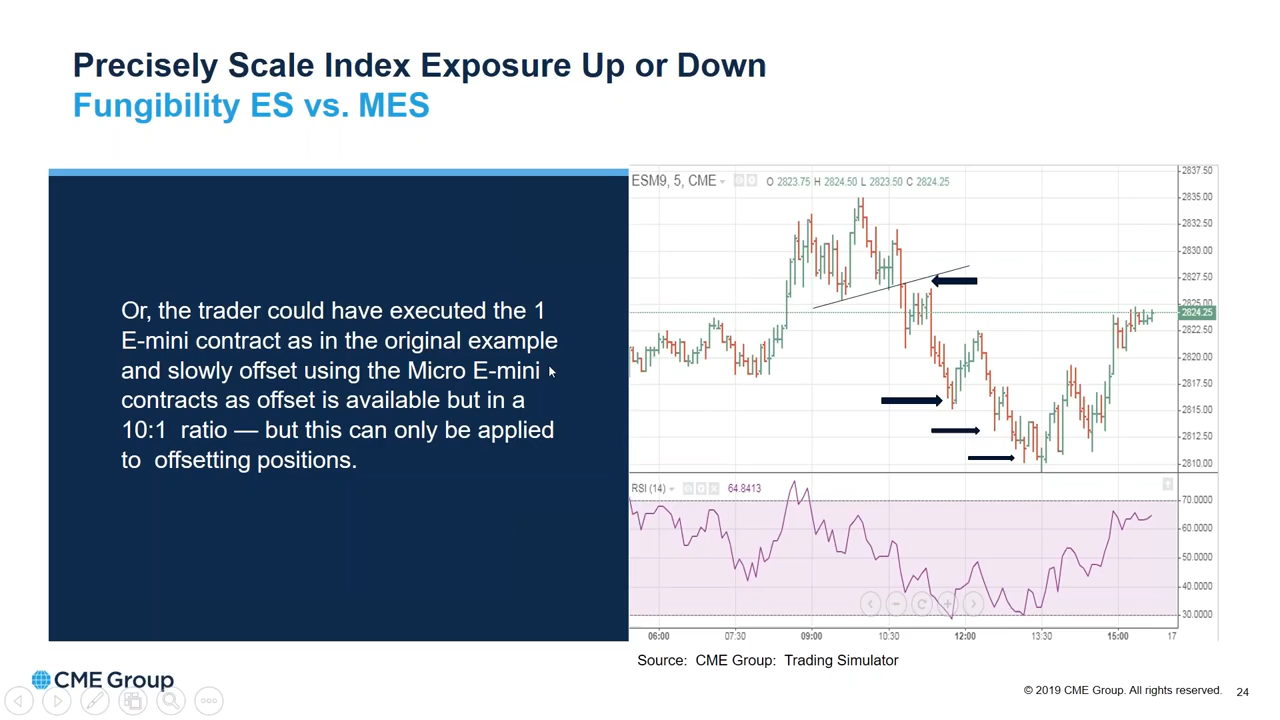 Precisely Scale Index Exposure Up or Down
Fungibility ES vs. MES
Or, the trader could have executed the 1
E-mini contract as in the original example
and slowly offset using the Micro E-mini
contracts as offset is available but in a
10:1 ratio — but this can only be applied
to offsetting positions.
ESM9, 5, CME O 2823.75 H 2824.50 L 2823.50 C 2824.25
2837.50
2835.00
2832.50
2830.00
2827.50
2825.00
2824.25
2822.50
2820.00
2817.50
2815.00
2812.50
2810.00
RSI (14) 64.8413
70.0000
60.0000
50.0000
40.0000
30.0000
06:00 07:30 09:00 10:30 12:00 13:30 15:00 17
Source: CME Group: Trading Simulator
CME Group
© 2019 CME Group. All rights reserved. 24